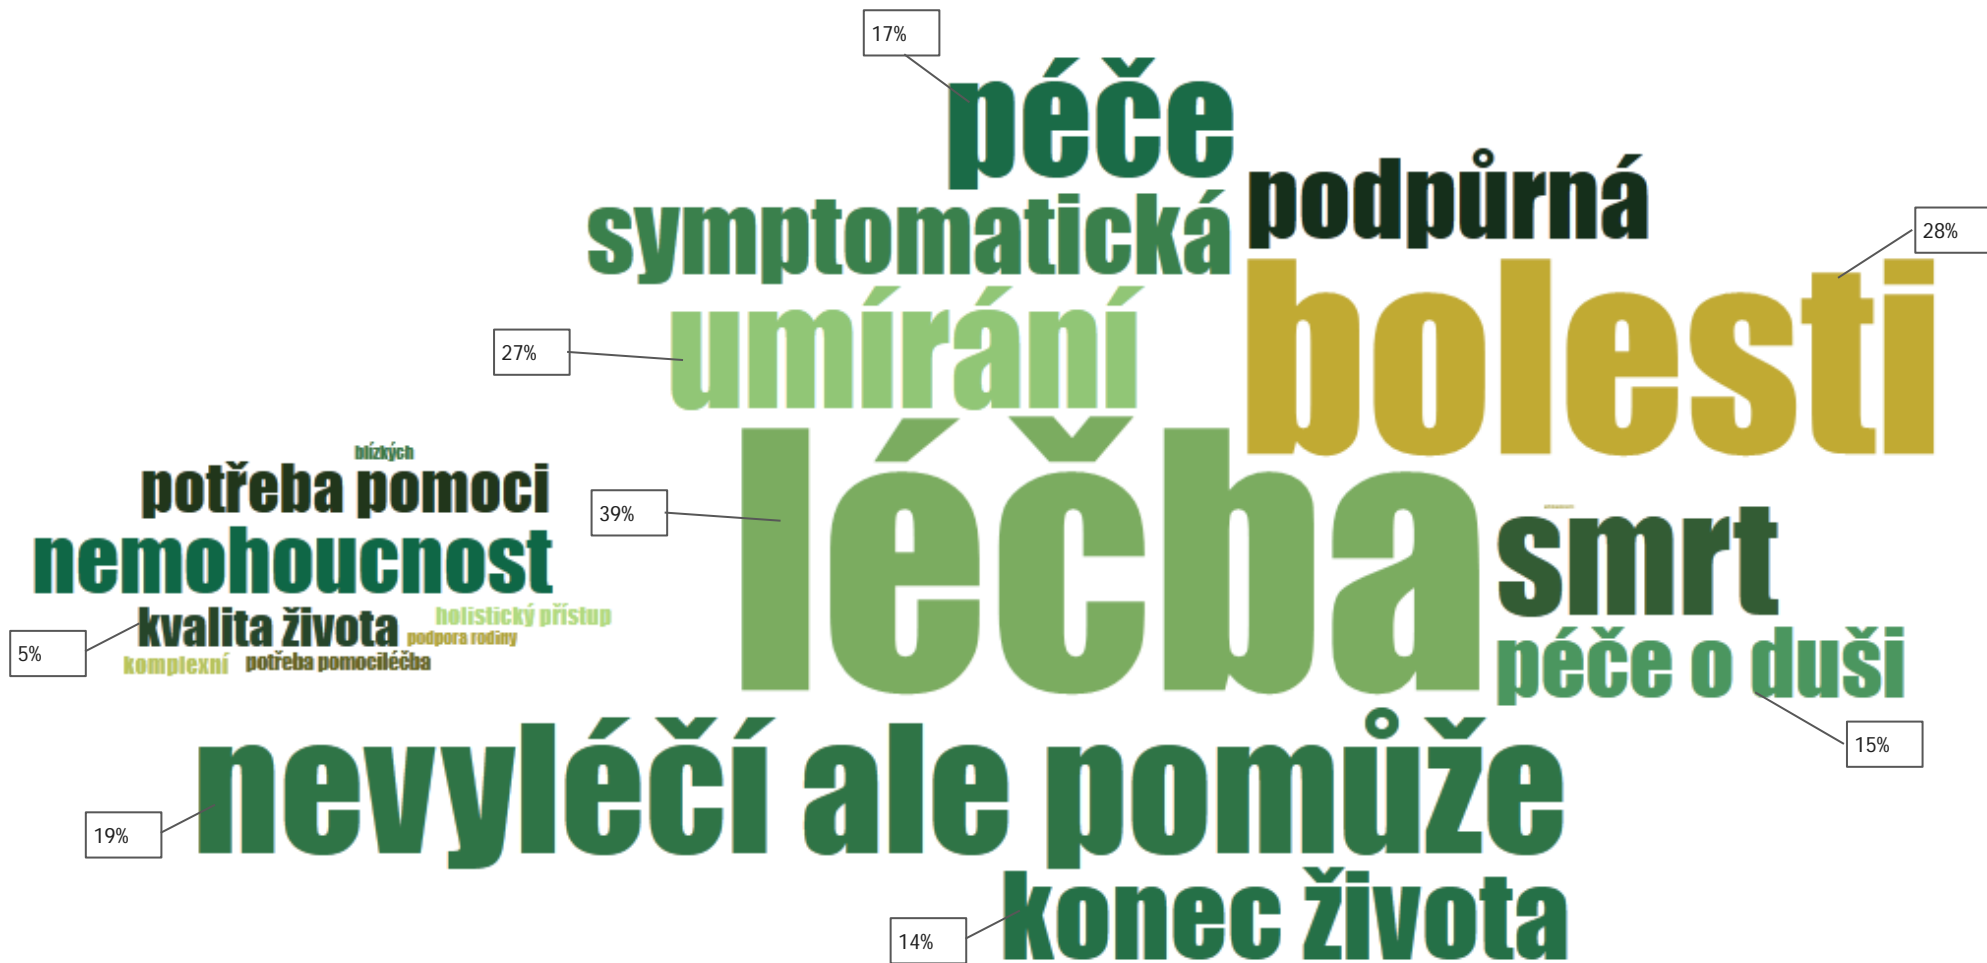 17%
péče
podpůrná
symptomatická
28%
bolesti
umírání
27%
léčba
39%
blízkých
potřeba pomoci
nemohoucnost
kvalita života
holistický přístup
podpora rodiny
komplexní
potřeba pomociléčba
5%
smrt
péče o duši
15%
nevyléčí ale pomůže
19%
konec života
14%